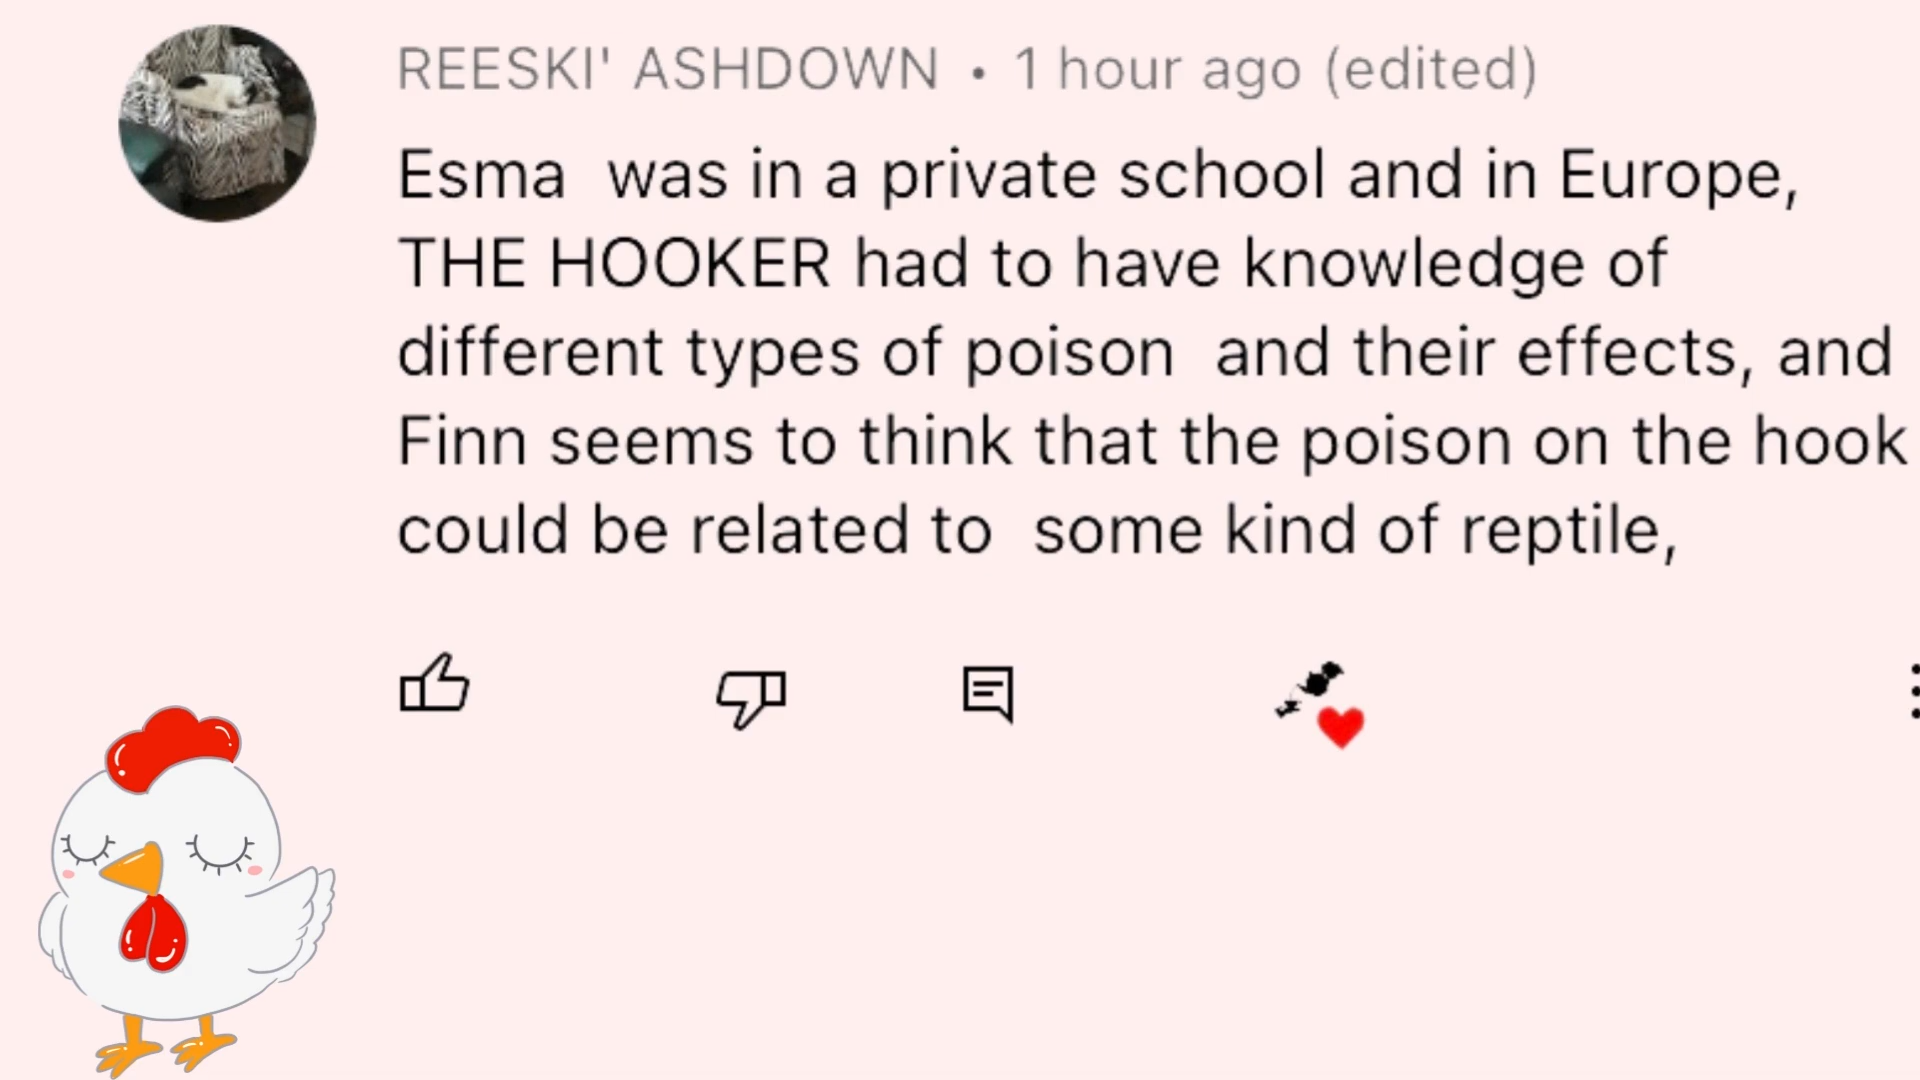 REESKI' ASHDOWN • 1 hour ago (edited)
Esma  was in a private school and in Europe,
THE HOOKER had to have knowledge of
different types of poison  and their effects, and
Finn seems to think that the poison on the hook
could be related to  some kind of reptile,